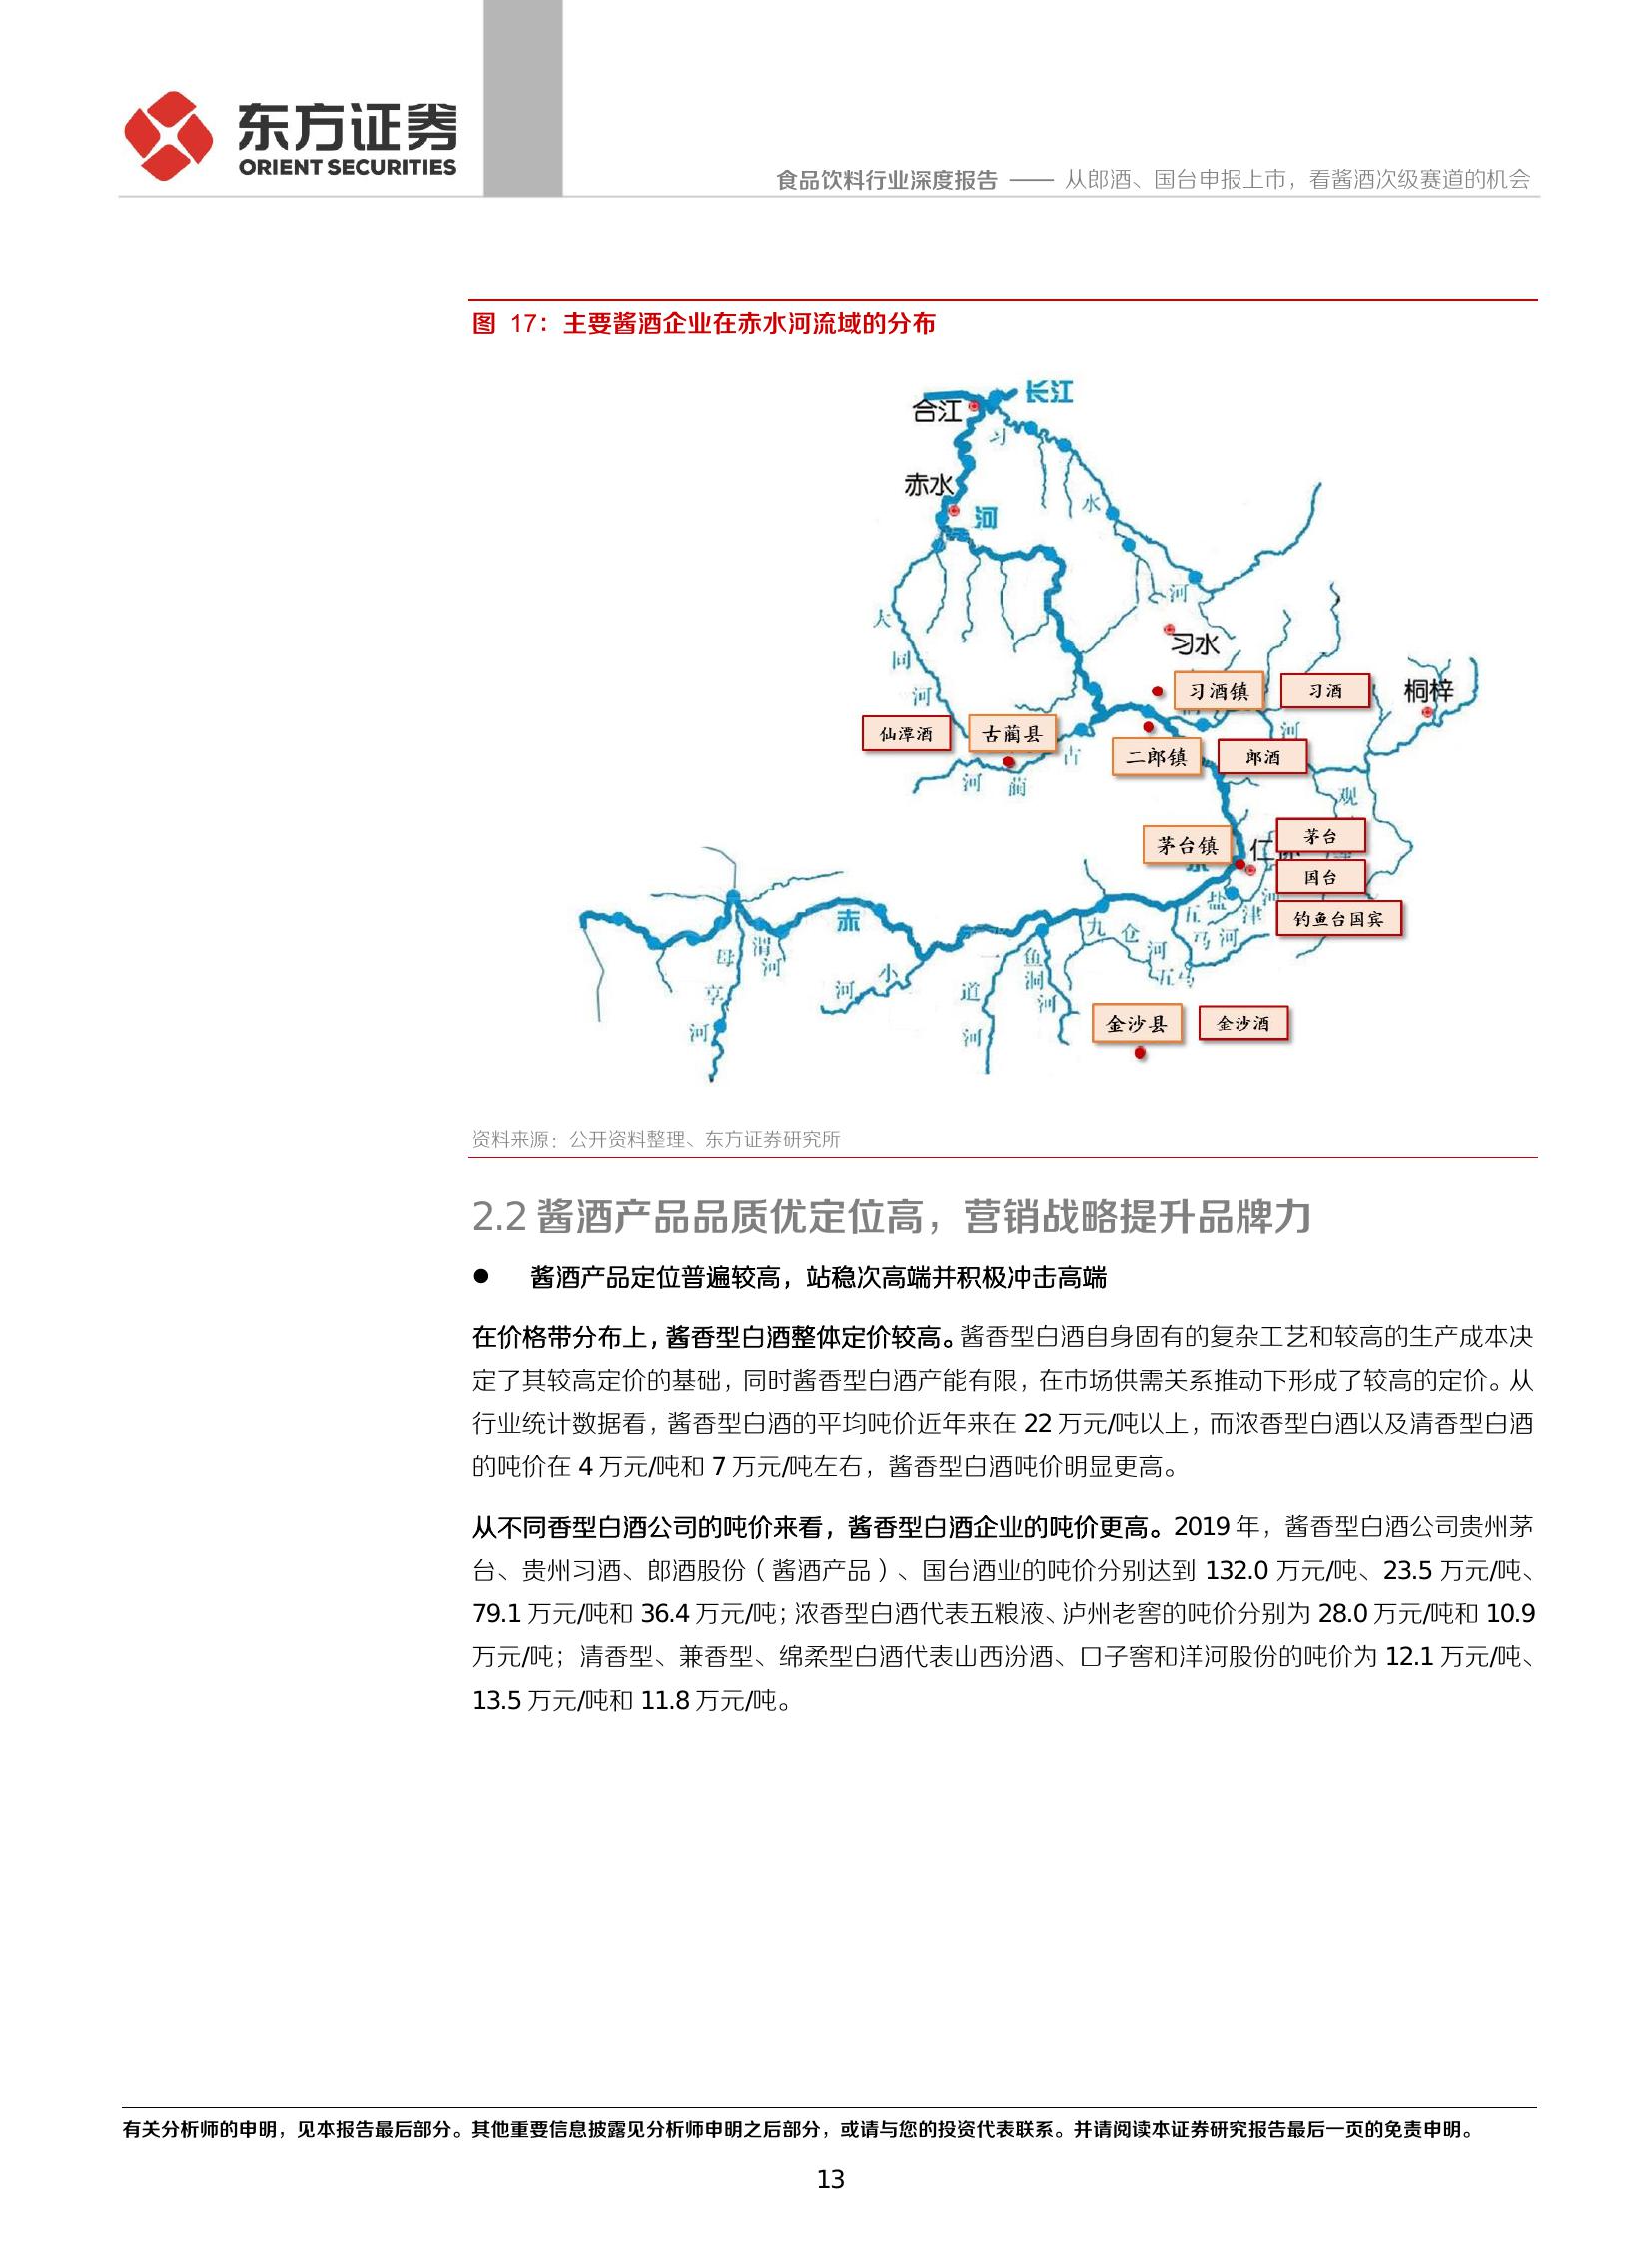 东方证券
ORIENT SECURITIES
食品饮料行业深度报告 —— 从郎酒、国台申报上市，看酱酒次级赛道的机会
图 17：主要酱酒企业在赤水河流域的分布
长江
合江
习
赤水
河
水
大
河
习水
同
习酒镇
习酒
桐梓
河
仙潭酒
古蔺县
河
二郎镇
郎酒
古
河
蔺
观
茅台镇
仁
茅台
国台
盐
津
河
赤
九
仓
五
马
河
钓鱼台国宾
母
渭
河
一
鱼
河
五马
享
河
小
道
洞
河
河
河
金沙县
金沙酒
资料来源：公开资料整理、东方证券研究所
2.2 酱酒产品品质优定位高，营销战略提升品牌力
● 酱酒产品定位普遍较高，站稳次高端并积极冲击高端
在价格带分布上，酱香型白酒整体定价较高。酱香型白酒自身固有的复杂工艺和较高的生产成本决
定了其较高定价的基础，同时酱香型白酒产能有限，在市场供需关系推动下形成了较高的定价。从
行业统计数据看，酱香型白酒的平均吨价近年来在 22 万元/吨以上，而浓香型白酒以及清香型白酒
的吨价在 4 万元/吨和 7 万元/吨左右，酱香型白酒吨价明显更高。
从不同香型白酒公司的吨价来看，酱香型白酒企业的吨价更高。2019 年，酱香型白酒公司贵州茅
台、贵州习酒、郎酒股份（酱酒产品）、国台酒业的吨价分别达到 132.0 万元/吨、23.5 万元/吨、
79.1 万元/吨和 36.4 万元/吨；浓香型白酒代表五粮液、泸州老窖的吨价分别为 28.0 万元/吨和 10.9
万元/吨；清香型、兼香型、绵柔型白酒代表山西汾酒、口子窖和洋河股份的吨价为 12.1 万元/吨、
13.5 万元/吨和 11.8 万元/吨。
有关分析师的申明，见本报告最后部分。其他重要信息披露见分析师申明之后部分，或请与您的投资代表联系。并请阅读本证券研究报告最后一页的免责申明。
13